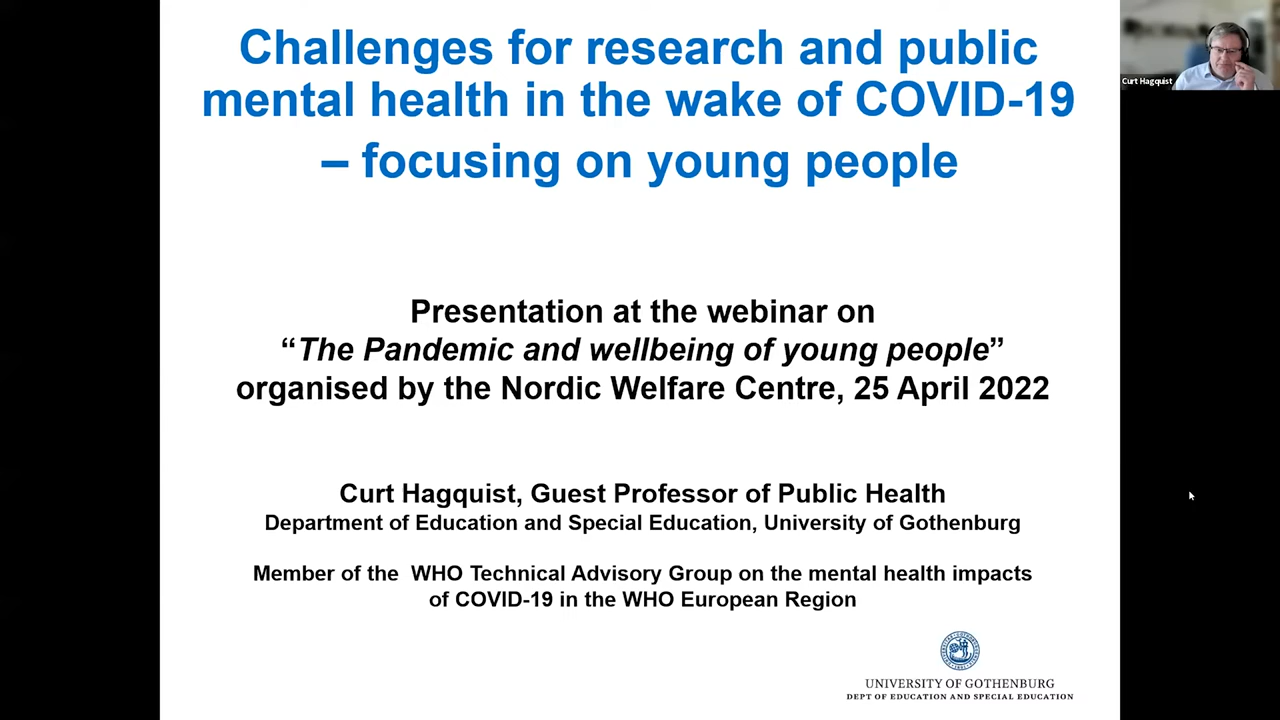 Challenges for research and public
mental health in the wake of COVID-19
– focusing on young people
Curt Hagquist
Presentation at the webinar on
“The Pandemic and wellbeing of young people”
organised by the Nordic Welfare Centre, 25 April 2022
Curt Hagquist, Guest Professor of Public Health
Department of Education and Special Education, University of Gothenburg
Member of the WHO Technical Advisory Group on the mental health impacts
of COVID-19 in the WHO European Region
UNIVERSITY OF GOTHENBURG
DEPT OF EDUCATION AND SPECIAL EDUCATION